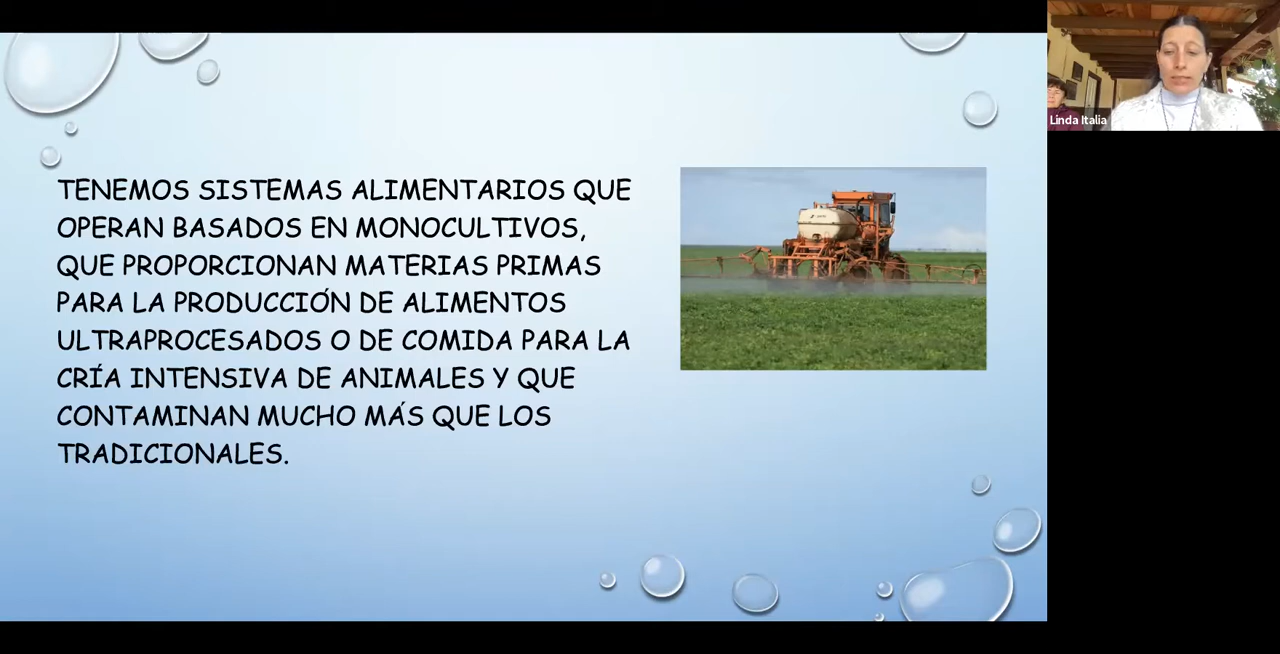 TENEMOS SISTEMAS ALIMENTARIOS QUE
OPERAN BASADOS EN MONOCULTIVOS,
QUE PROPORCIONAN MATERIAS PRIMAS
PARA LA PRODUCCIÓN DE ALIMENTOS
ULTRAPROCESADOS O DE COMIDA PARA LA
CRÍA INTENSIVA DE ANIMALES Y QUE
CONTAMINAN MUCHO MÁS QUE LOS
TRADICIONALES.
Linda Italia